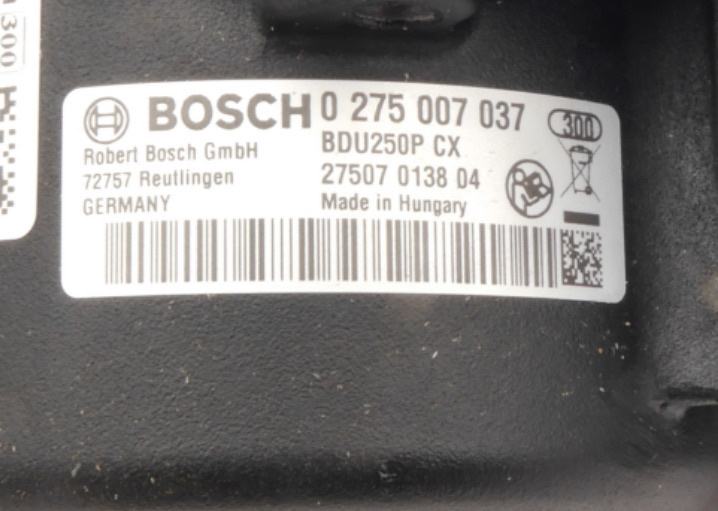 300
BOSCH 0 275 007 037 300
Robert Bosch GmbH BDU250P CX
72757 Reutlingen 27507 0138 04
GERMANY Made in Hungary